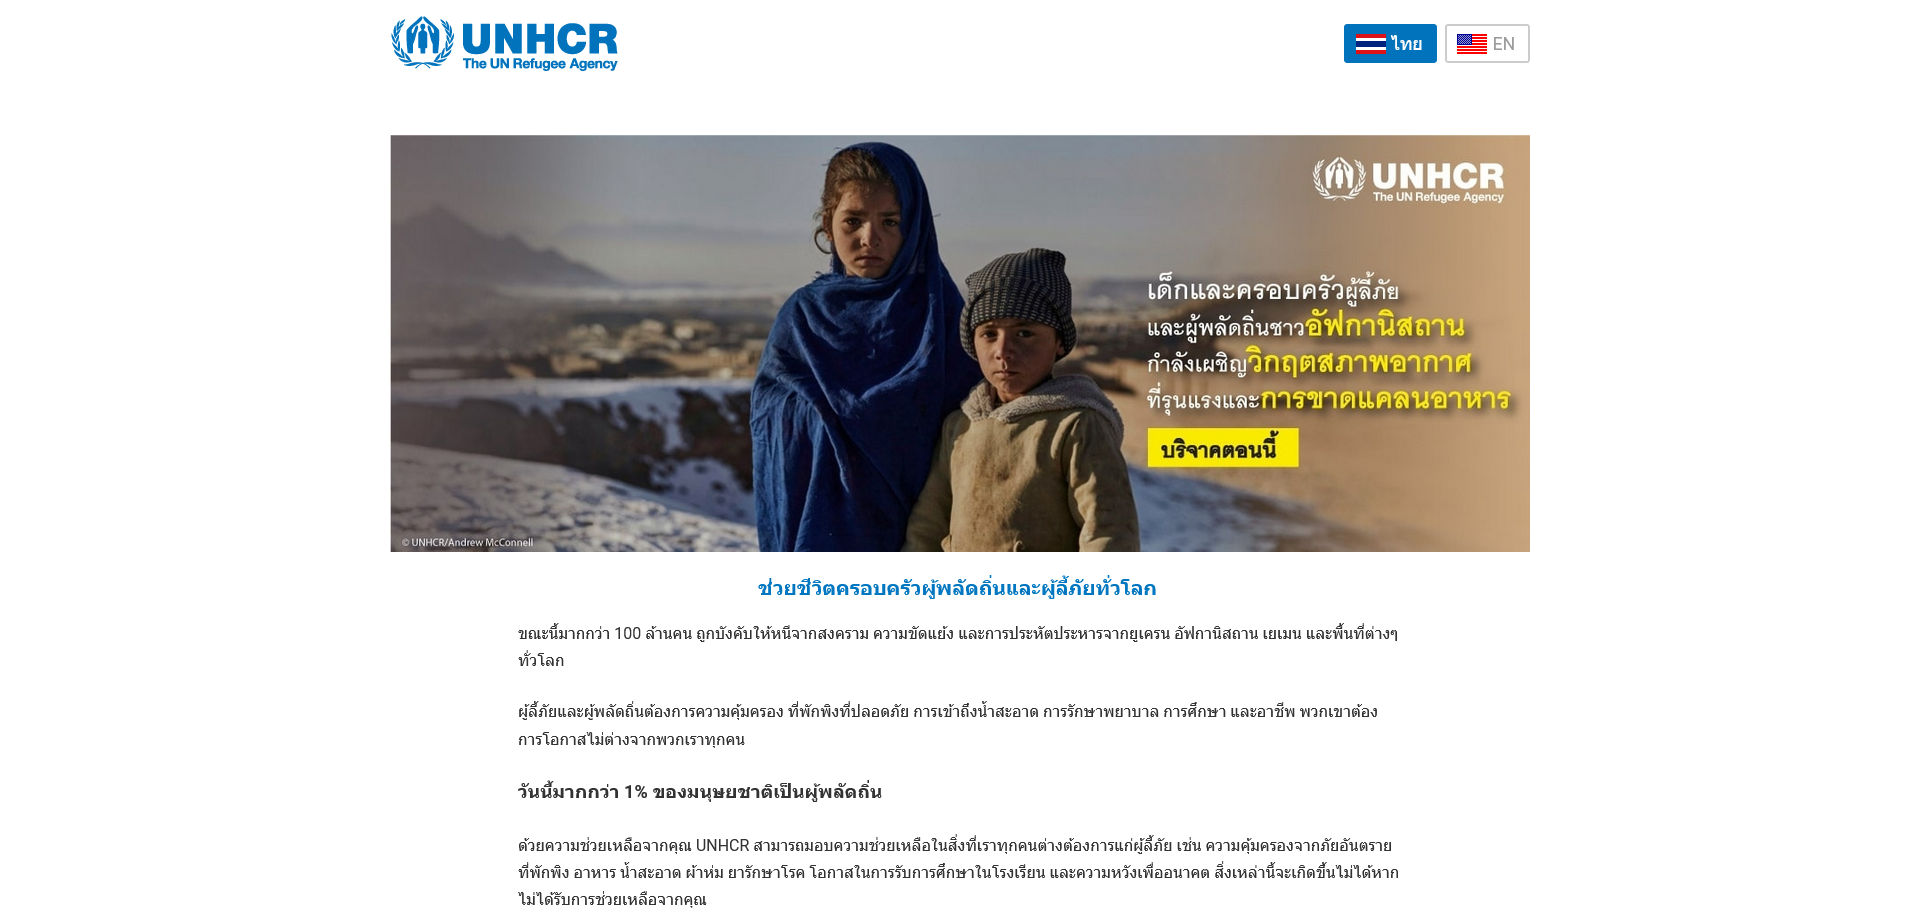 UNHCR
The UN Refugee Agency
ไทย
EN
UNHCR
The UN Refugee Agency
เด็กและครอบครัวผู้ลี้ภัย
และผู้พลัดถิ่นชาวอัฟกานิสถาน
กำลังเผชิญวิกฤตสภาพอากาศ
ที่รุนแรงและการขาดแคลนอาหาร
บริจาคตอนนี้
© UNHCR/Andrew McConnell
ช่วยชีวิตครอบครัวผู้พลัดถิ่นและผู้ลี้ภัยทั่วโลก
ขณะนี้มากกว่า 100 ล้านคน ถูกบังคับให้หนีจากสงคราม ความขัดแย้ง และการประหัตประหารจากยูเครน อัฟกานิสถาน เยเมน และพื้นที่ต่างๆ
ทั่วโลก
ผู้ลี้ภัยและผู้พลัดถิ่นต้องการความคุ้มครอง ที่พักพิงที่ปลอดภัย การเข้าถึงน้ำสะอาด การรักษาพยาบาล การศึกษา และอาชีพ พวกเขาต้อง
การโอกาสไม่ต่างจากพวกเราทุกคน
วันนี้มากกว่า 1% ของมนุษยชาติเป็นผู้พลัดถิ่น
ด้วยความช่วยเหลือจากคุณ UNHCR สามารถมอบความช่วยเหลือในสิ่งที่เราทุกคนต่างต้องการแก่ผู้ลี้ภัย เช่น ความคุ้มครองจากภัยอันตราย
ที่พักพิง อาหาร น้ำสะอาด ผ้าห่ม ยารักษาโรค โอกาสในการรับการศึกษาในโรงเรียน และความหวังเพื่ออนาคต สิ่งเหล่านี้จะเกิดขึ้นไม่ได้หาก
ไม่ได้รับการช่วยเหลือจากคุณ